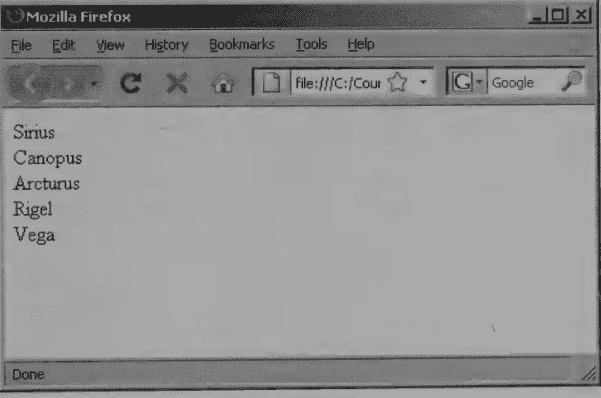 Mozilla Firefox
File Edit View History Bookmarks Tools Help
file:///C:/Cour G Google
Sirius
Canopus
Arcturus
Rigel
Vega
Done